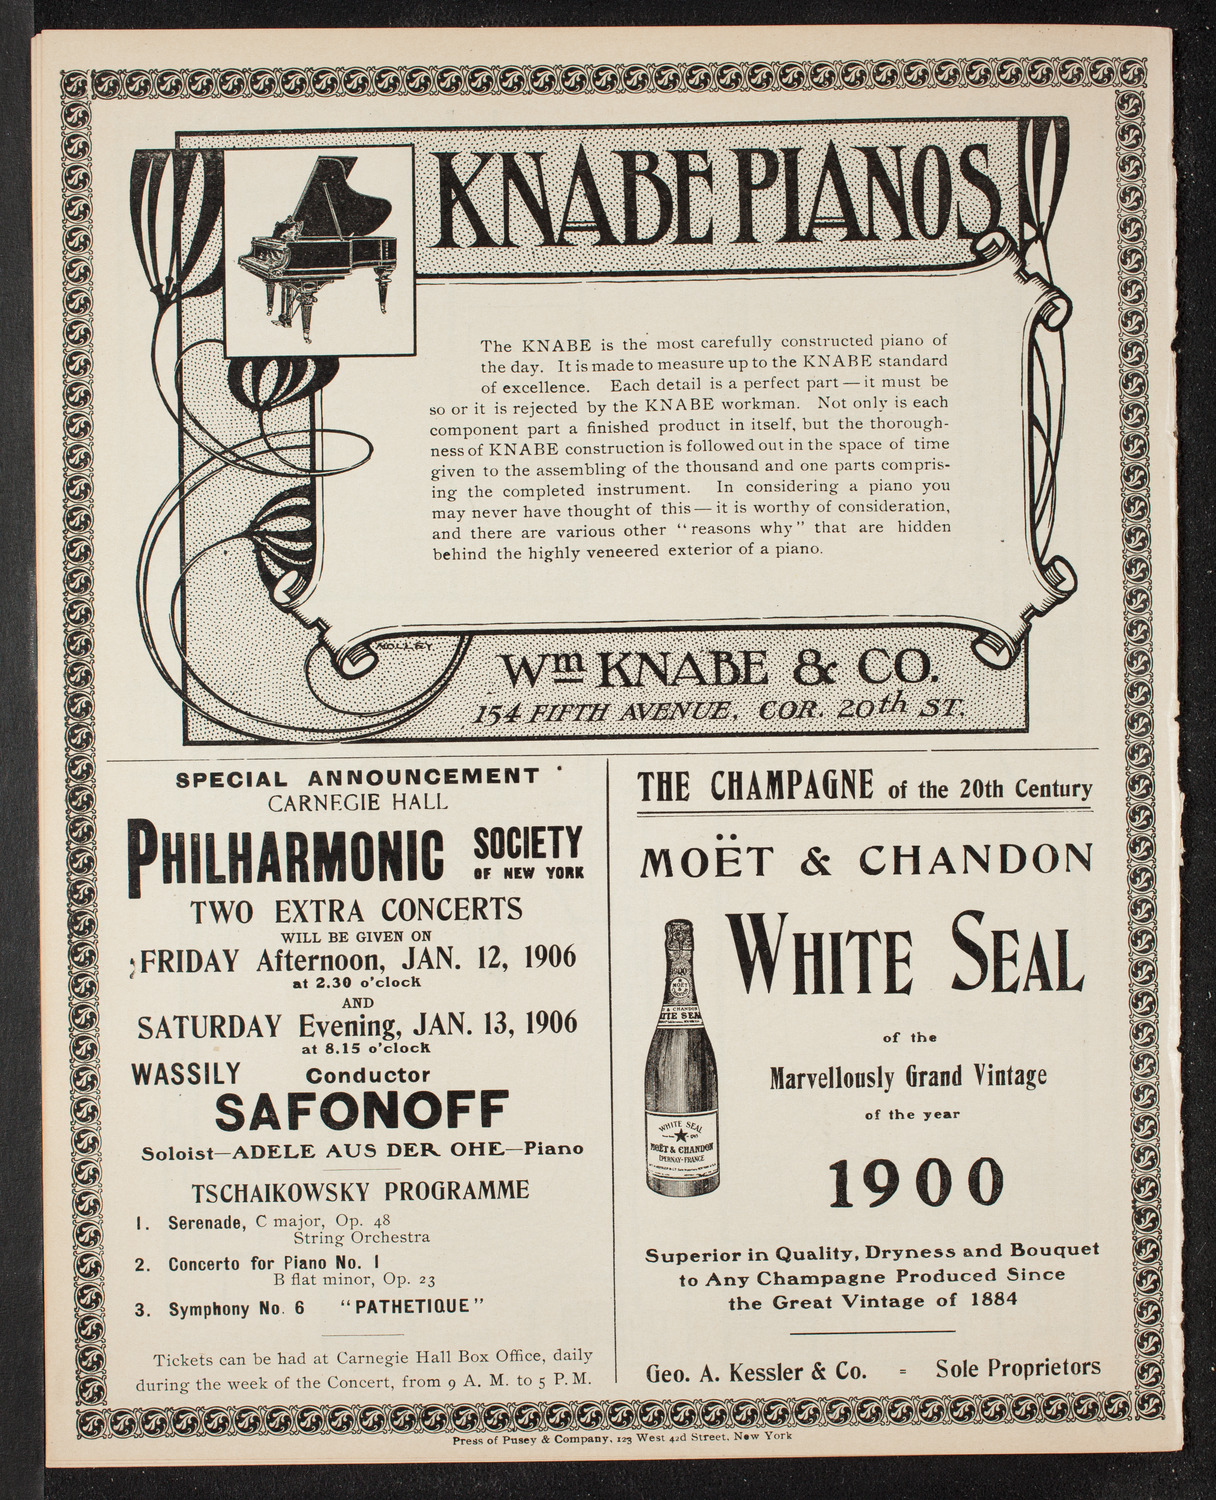 KNABE PIANOS
The KNABE is the most carefully constructed piano of
the day. It is made to measure up to the KNABE standard
of excellence. Each detail is a perfect part — it must be
so or it is rejected by the KNABE workman. Not only is each
component part a finished product in itself, but the thorough-
ness of KNABE construction is followed out in the space of time
given to the assembling of the thousand and one parts compris-
ing the completed instrument. In considering a piano you
may never have thought of this — it is worthy of consideration,
and there are various other “reasons why” that are hidden
behind the highly veneered exterior of a piano.
Wm KNABE & CO.
154 FIFTH AVENUE, COR. 20th ST.
SPECIAL ANNOUNCEMENT
CARNEGIE HALL
PHILHARMONIC SOCIETY
OF NEW YORK
TWO EXTRA CONCERTS
WILL BE GIVEN ON
FRIDAY Afternoon, JAN. 12, 1906
at 2.30 o'clock
AND
SATURDAY Evening, JAN. 13, 1906
at 8.15 o'clock
WASSILY Conductor
SAFONOFF
Soloist—ADELE AUS DER OHE—Piano
TSCHAIKOWSKY PROGRAMME
1. Serenade, C major, Op. 48
String Orchestra
2. Concerto for Piano No. 1
B flat minor, Op. 23
3. Symphony No. 6 “PATHETIQUE”
Tickets can be had at Carnegie Hall Box Office, daily
during the week of the Concert, from 9 A. M. to 5 P. M.
THE CHAMPAGNE of the 20th Century
MOËT & CHANDON
WHITE SEAL
of the
Marvellously Grand Vintage
of the year
1900
WHITE SEAL
MOËT & CHANDON
EPERNAY-FRANCE
Superior in Quality, Dryness and Bouquet
to Any Champagne Produced Since
the Great Vintage of 1884
Geo. A. Kessler & Co. = Sole Proprietors
Press of Pusey & Company, 123 West 42d Street, New York